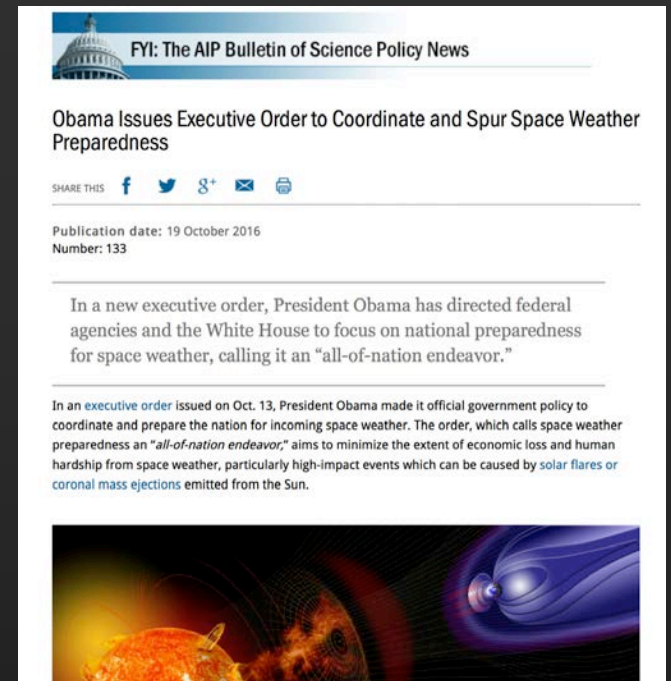 FYI: The AIP Bulletin of Science Policy News
Obama Issues Executive Order to Coordinate and Spur Space Weather
Preparedness
SHARE THIS f g+
Publication date: 19 October 2016
Number: 133
In a new executive order, President Obama has directed federal
agencies and the White House to focus on national preparedness
for space weather, calling it an “all-of-nation endeavor.”
In an executive order issued on Oct. 13, President Obama made it official government policy to
coordinate and prepare the nation for incoming space weather. The order, which calls space weather
preparedness an “all-of-nation endeavor,” aims to minimize the extent of economic loss and human
hardship from space weather, particularly high-impact events which can be caused by solar flares or
coronal mass ejections emitted from the Sun.